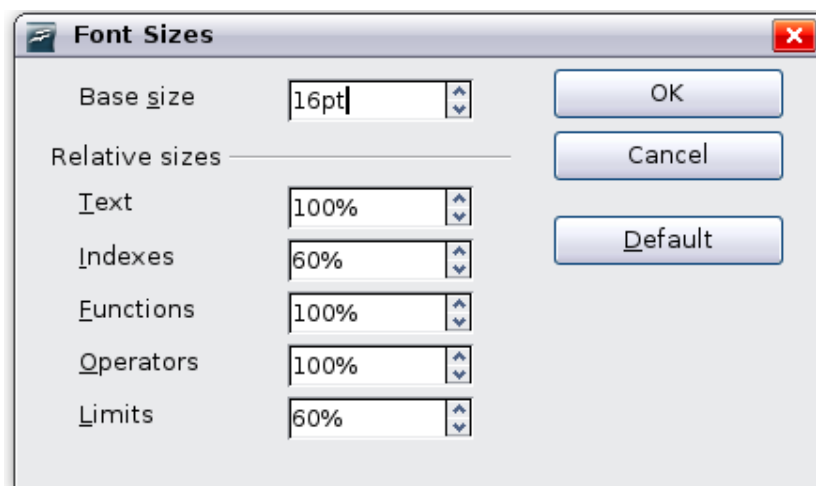 Font Sizes
Base size 16pt OK
Relative sizes Cancel
Text 100%
Default
Indexes 60%
Functions 100%
Operators 100%
Limits 60%